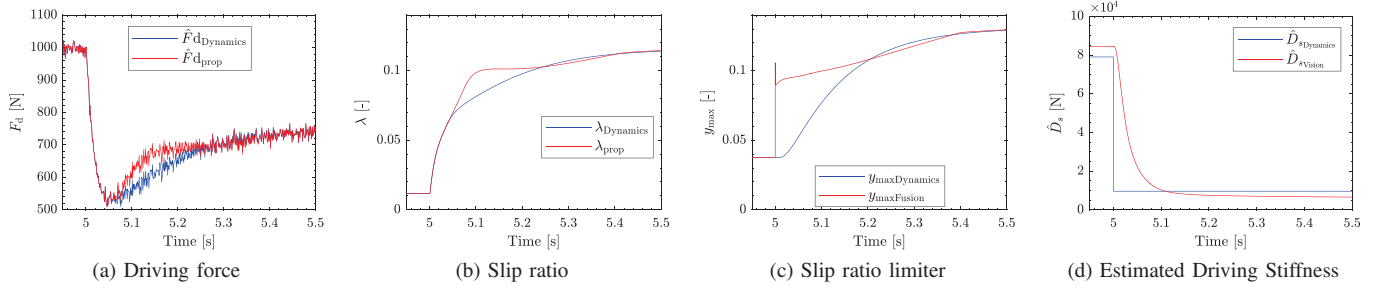 1100
1000
900
800
700
600
500
F_d [N]
F̂d_Dynamics
F̂d_prop
5 5.1 5.2 5.3 5.4 5.5
Time [s]
(a) Driving force
0.1
0.05
0
λ [-]
λ_Dynamics
λ_prop
5 5.1 5.2 5.3 5.4 5.5
Time [s]
(b) Slip ratio
0.1
0.05
0
y_max [-]
y_maxDynamics
y_maxFusion
5 5.1 5.2 5.3 5.4 5.5
Time [s]
(c) Slip ratio limiter
10 ×10⁴
8
6
4
2
0
D̂_s [N]
D̂_sDynamics
D̂_sVision
5 5.1 5.2 5.3 5.4 5.5
Time [s]
(d) Estimated Driving Stiffness